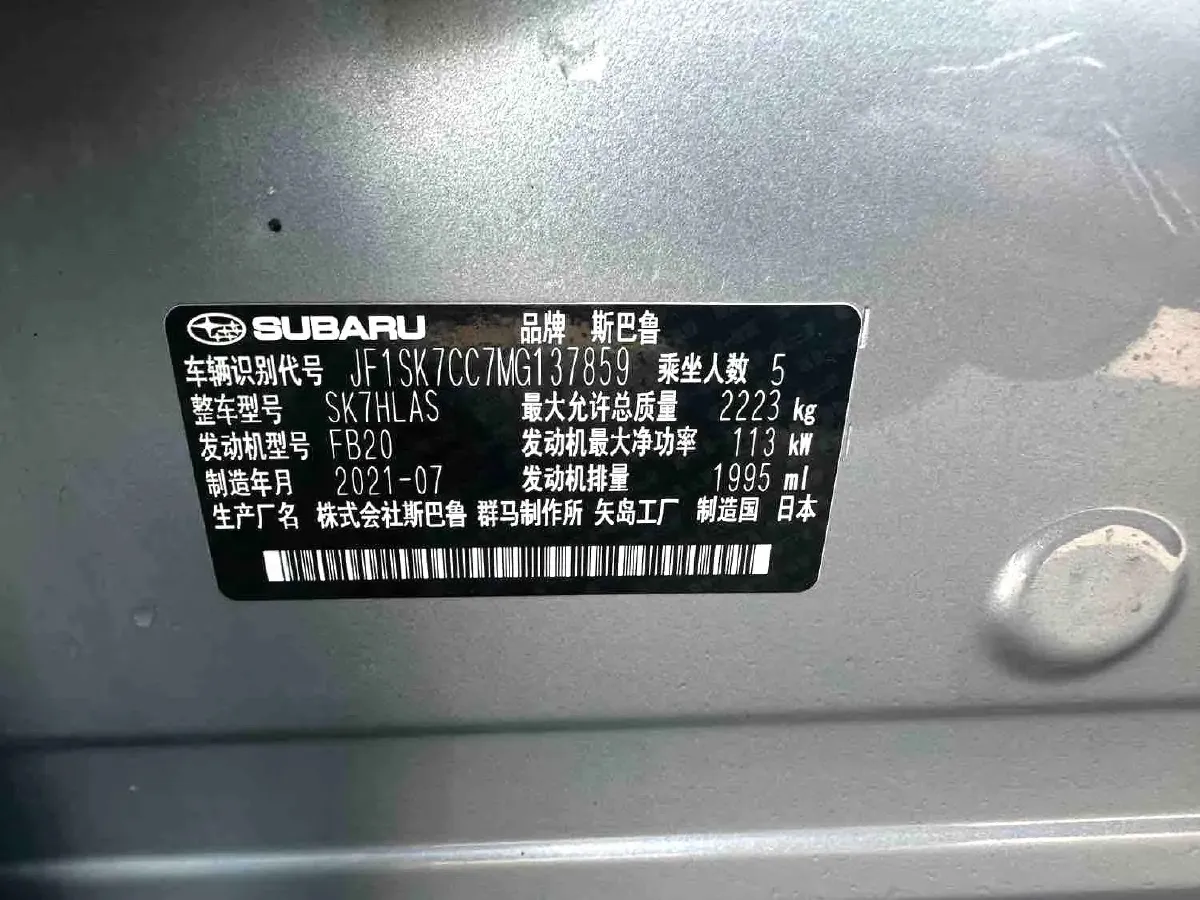 SUBARU 品牌 斯巴鲁
车辆识别代号 JF1SK7CC7MG137859 乘坐人数 5
整车型号 SK7HLAS 最大允许总质量 2223 kg
发动机型号 FB20 发动机最大净功率 113 kW
制造年月 2021-07 发动机排量 1995 ml
生产厂名 株式会社斯巴鲁 群马制作所 矢岛工厂 制造国 日本